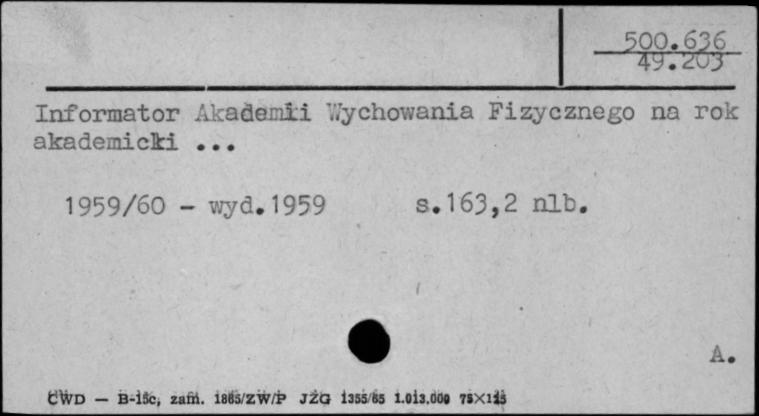 500.636
49.203
Informator Akademii Wychowania Fizycznego na rok
akademicki ...
1959/60 - wyd.1959 s.163,2 nlb.
A.
CWD — B-15c, zam. 1865/ZW/P JZG 1355/65 1.013.000 75×125